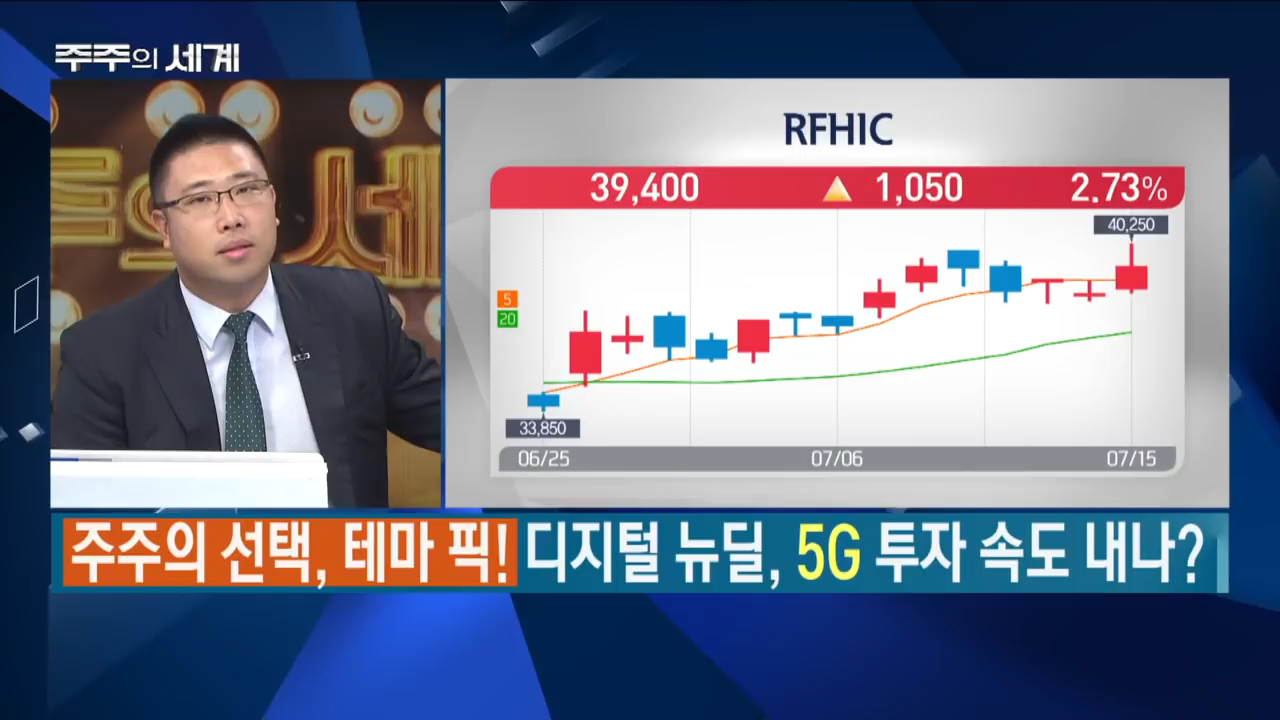 주주의 세계
RFHIC
39,400 ▲ 1,050 2.73%
40,250
5
20
33,850
06/25 07/06 07/15
주주의 선택, 테마 픽! 디지털 뉴딜, 5G 투자 속도 내나?